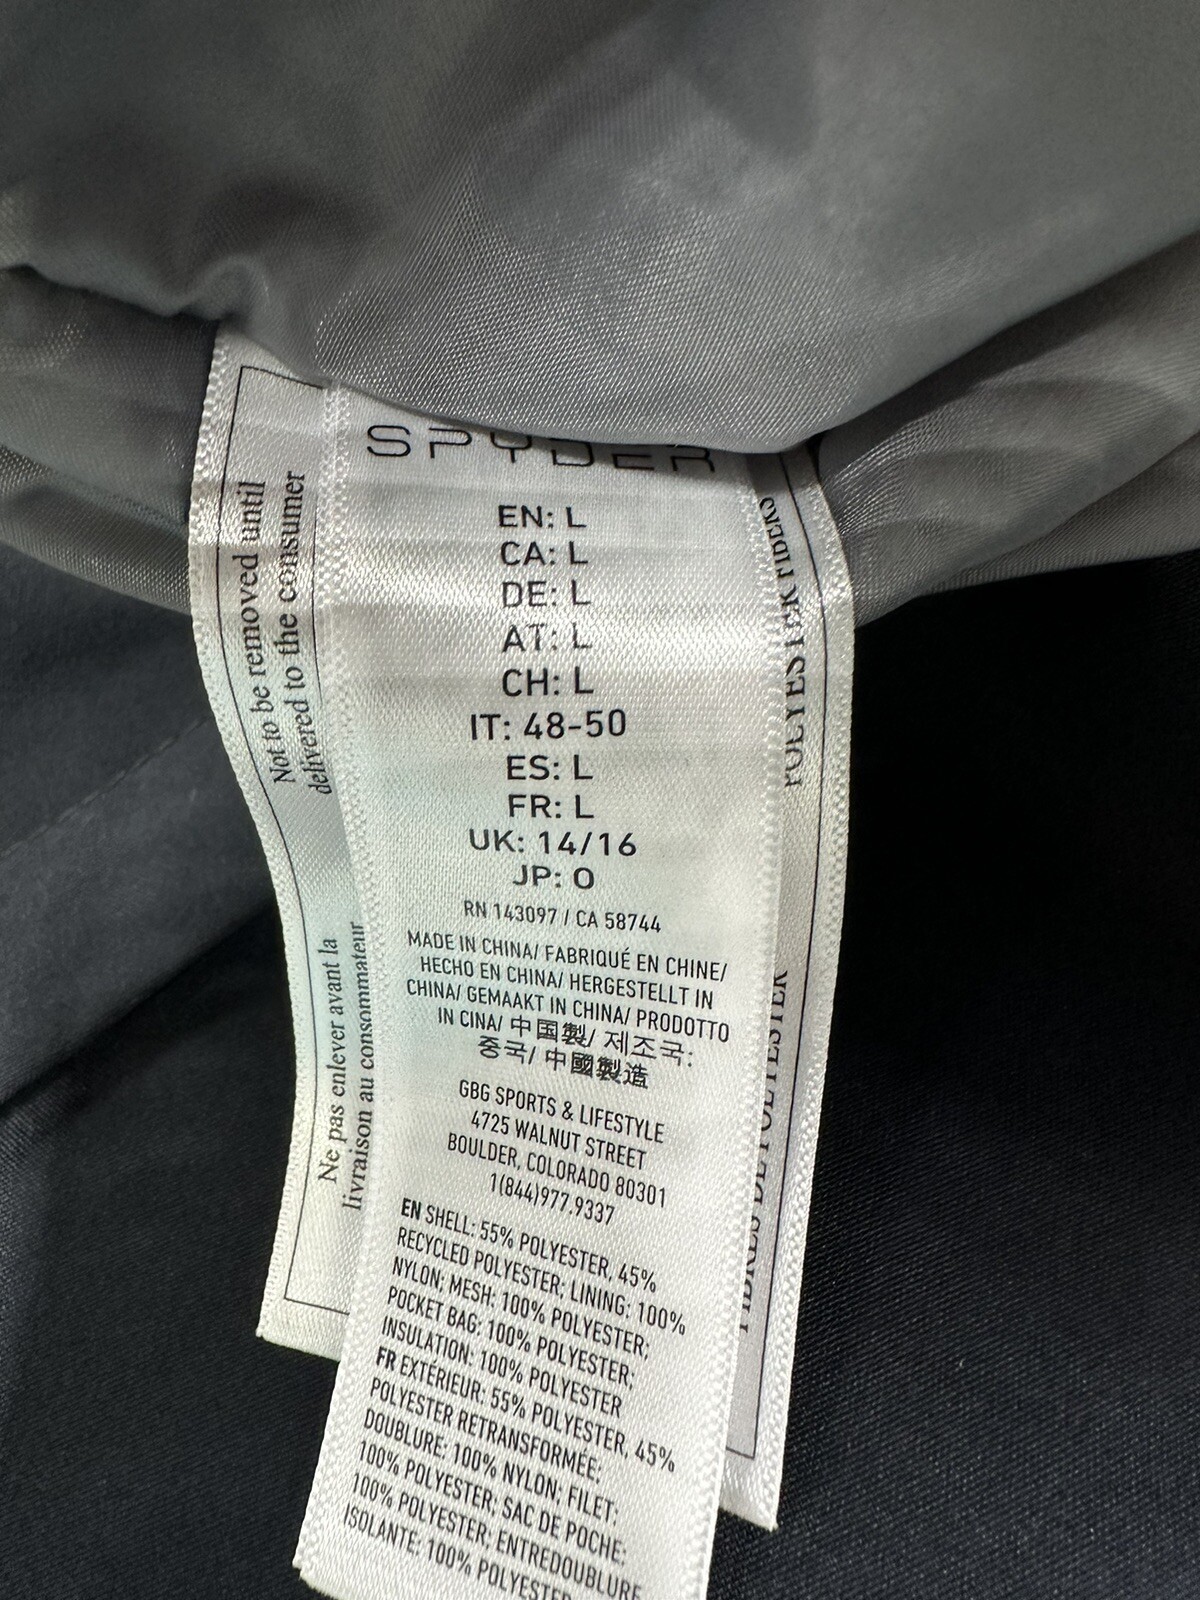 SPYDER
EN: L
CA: L
DE: L
AT: L
CH: L
IT: 48-50
ES: L
FR: L
UK: 14/16
JP: O
RN 143097 / CA 58744
MADE IN CHINA/ FABRIQUÉ EN CHINE/
HECHO EN CHINA/ HERGESTELLT IN
CHINA/ GEMAAKT IN CHINA/ PRODOTTO
IN CINA/ 中国製/ 제조국:
중국/ 中國製造
GBG SPORTS & LIFESTYLE
4725 WALNUT STREET
BOULDER, COLORADO 80301
1(844)977.9337
EN SHELL: 55% POLYESTER, 45%
RECYCLED POLYESTER; LINING: 100%
NYLON; MESH: 100% POLYESTER;
POCKET BAG: 100% POLYESTER;
INSULATION: 100% POLYESTER
FR EXTÉRIEUR: 55% POLYESTER, 45%
POLYESTER RETRANSFORMÉE;
DOUBLURE: 100% NYLON; FILET:
100% POLYESTER; SAC DE POCHE:
100% POLYESTER; ENTREDOUBLURE
ISOLANTE: 100% POLYESTER
Not to be removed until
delivered to the consumer
Ne pas enlever avant la
livraison au consommateur
POLYESTER FIBERS
FIBRES DE POLYESTER